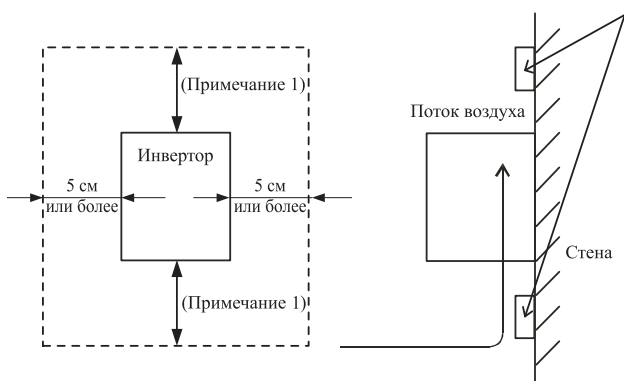 (Примечание 1)
Инвертор
5 см
или более
5 см
или более
(Примечание 1)
Поток воздуха
Стена